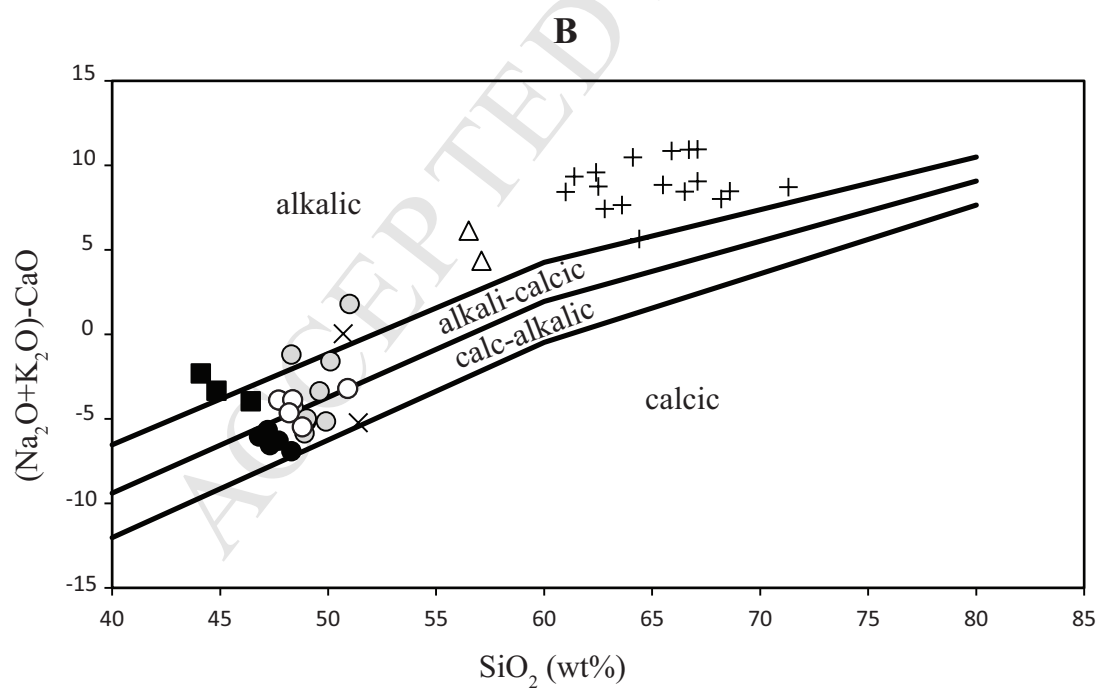 B
ACCEPTED
15
10
5
0
-5
-10
-15
(Na₂O+K₂O)-CaO
alkalic
alkali-calcic
calc-alkalic
calcic
40 45 50 55 60 65 70 75 80 85
SiO₂ (wt%)